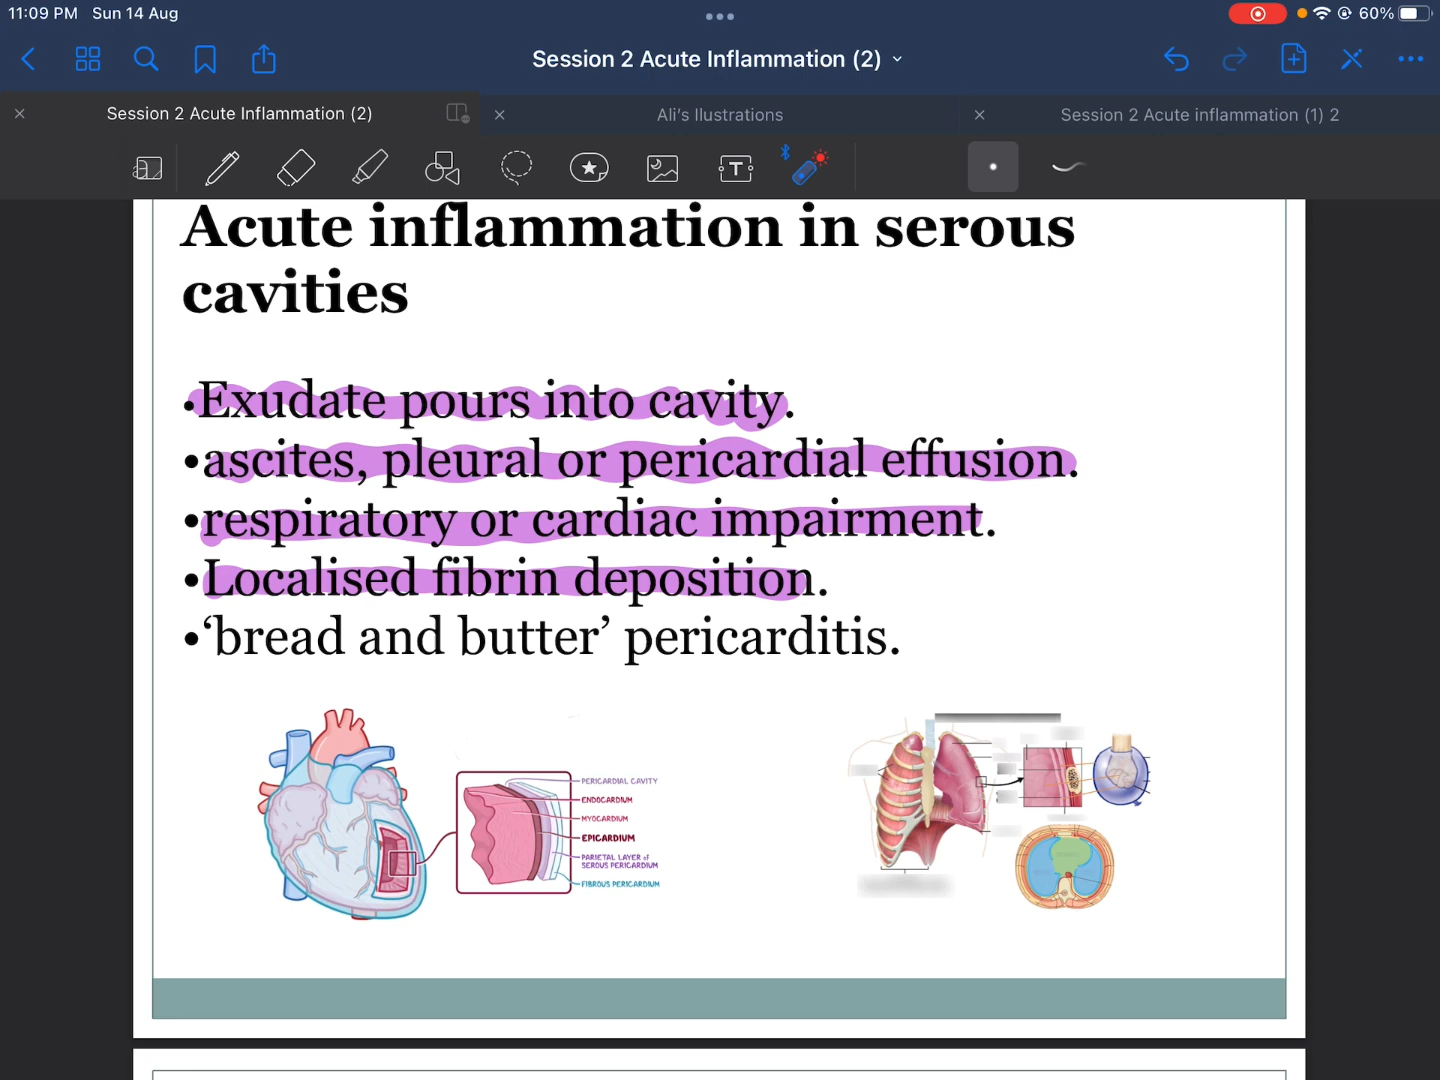 11:09 PM Sun 14 Aug
60%
Session 2 Acute Inflammation (2)
Session 2 Acute Inflammation (2)
Ali's Ilustrations
Session 2 Acute inflammation (1) 2
Acute inflammation in serous
cavities
•Exudate pours into cavity.
•ascites, pleural or pericardial effusion.
•respiratory or cardiac impairment.
•Localised fibrin deposition.
•‘bread and butter’ pericarditis.
PERICARDIAL CAVITY
ENDOCARDIUM
MYOCARDIUM
EPICARDIUM
PARIETAL LAYER of
SEROUS PERICARDIUM
FIBROUS PERICARDIUM